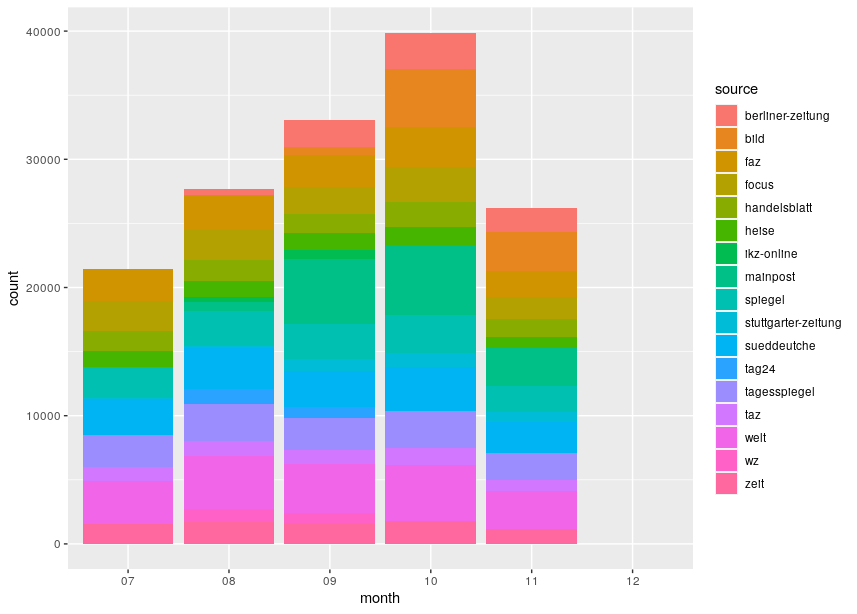 40000
30000
20000
10000
0
count
07 08 09 10 11 12
month
source
berliner-zeitung
bild
faz
focus
handelsblatt
heise
ikz-online
mainpost
spiegel
stuttgarter-zeitung
sueddeutche
tag24
tagesspiegel
taz
welt
wz
zeit